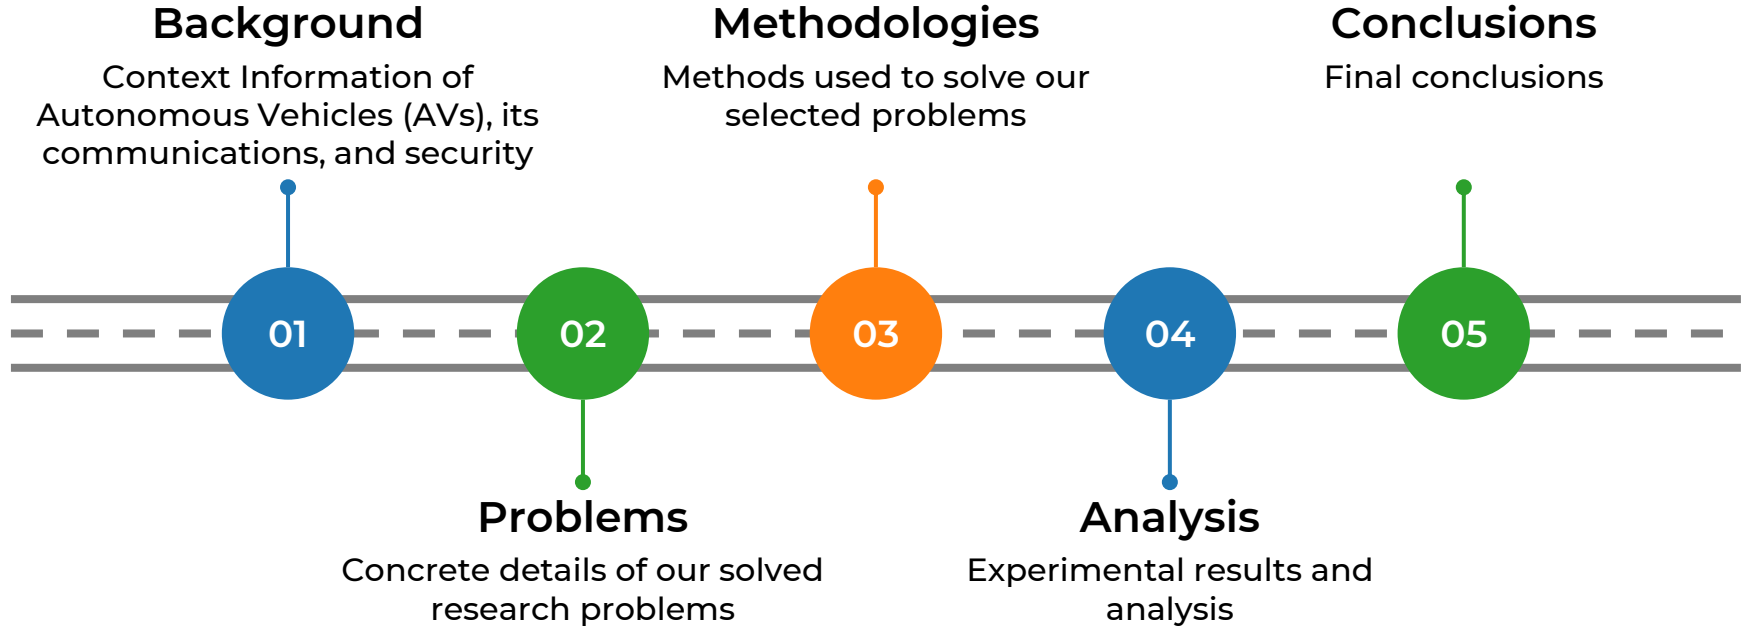 Background
Context Information of
Autonomous Vehicles (AVs), its
communications, and security
01
Problems
Concrete details of our solved
research problems
02
Methodologies
Methods used to solve our
selected problems
03
Analysis
Experimental results and
analysis
04
Conclusions
Final conclusions
05